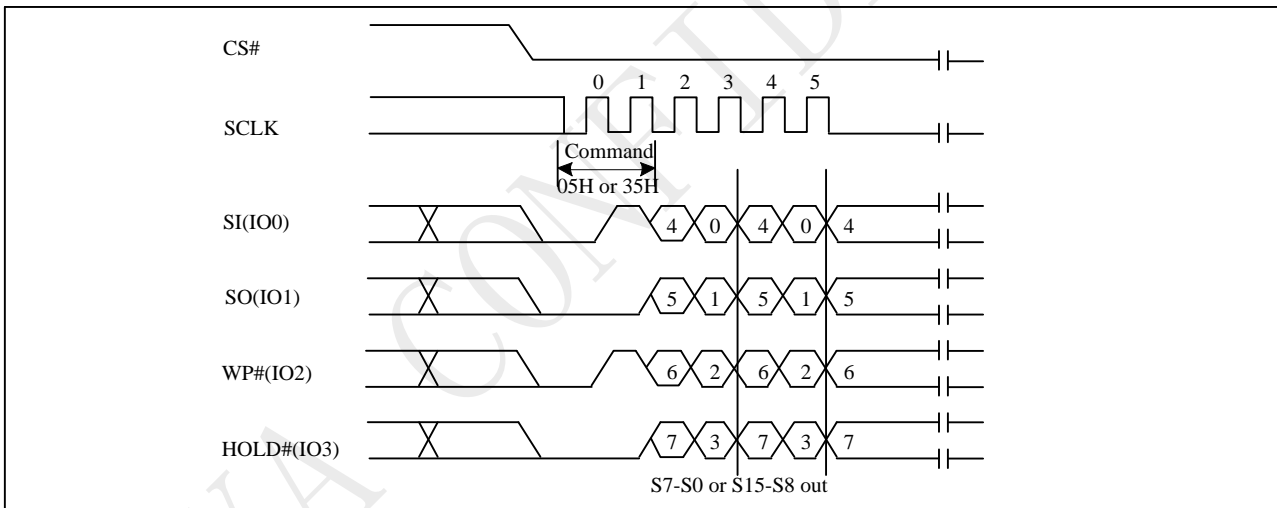 CS#
0 1 2 3 4 5
SCLK
Command
05H or 35H
SI(IO0) 4 0 4 0 4
SO(IO1) 5 1 5 1 5
WP#(IO2) 6 2 6 2 6
HOLD#(IO3) 7 3 7 3 7
S7-S0 or S15-S8 out